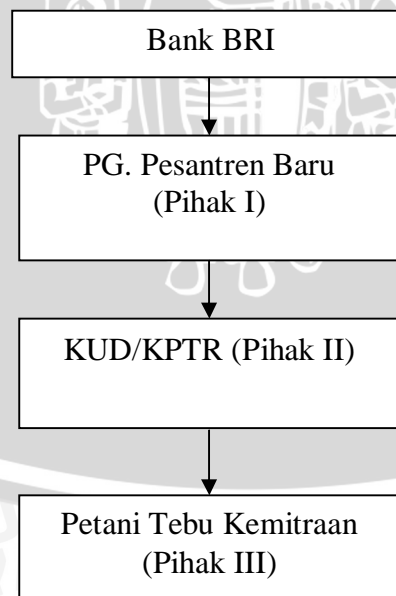 Bank BRI
PG. Pesantren Baru
(Pihak I)
KUD/KPTR (Pihak II)
Petani Tebu Kemitraan
(Pihak III)